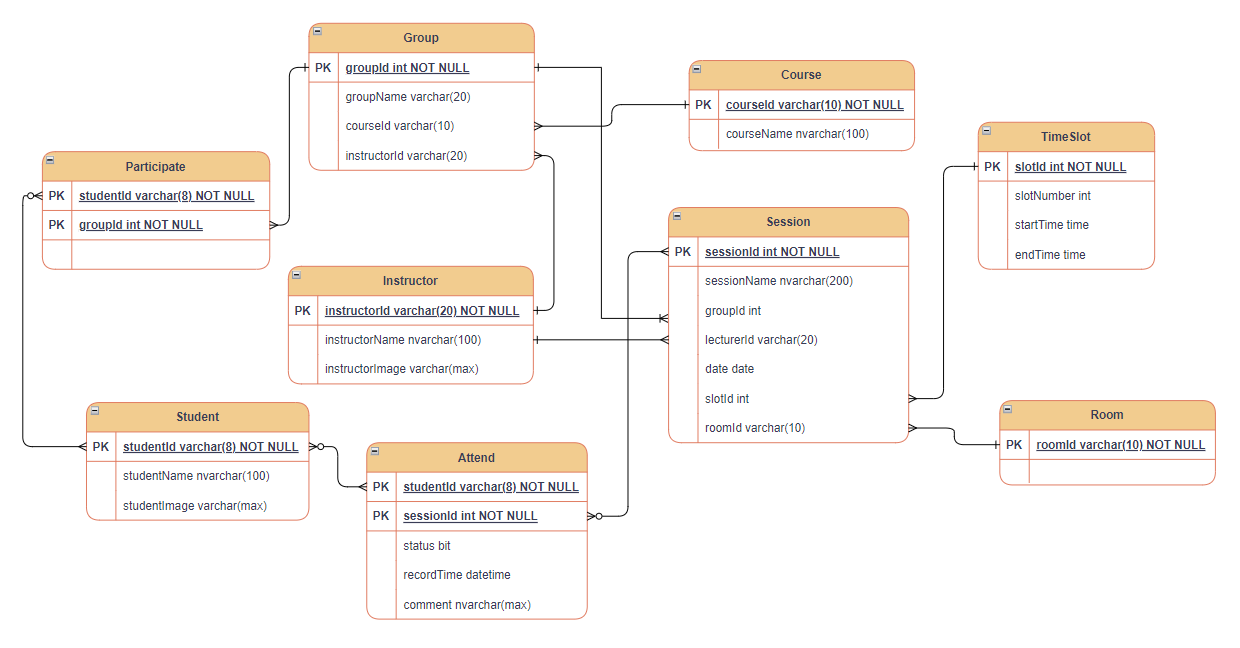 Group
PK groupId int NOT NULL
groupName varchar(20)
courseId varchar(10)
instructorId varchar(20)
Course
PK courseId varchar(10) NOT NULL
courseName nvarchar(100)
TimeSlot
PK slotId int NOT NULL
slotNumber int
startTime time
endTime time
Participate
PK studentId varchar(8) NOT NULL
PK groupId int NOT NULL
Session
PK sessionId int NOT NULL
sessionName nvarchar(200)
groupId int
lecturerId varchar(20)
date date
slotId int
roomId varchar(10)
Instructor
PK instructorId varchar(20) NOT NULL
instructorName nvarchar(100)
instructorImage varchar(max)
Student
PK studentId varchar(8) NOT NULL
studentName nvarchar(100)
studentImage varchar(max)
Room
PK roomId varchar(10) NOT NULL
Attend
PK studentId varchar(8) NOT NULL
PK sessionId int NOT NULL
status bit
recordTime datetime
comment nvarchar(max)